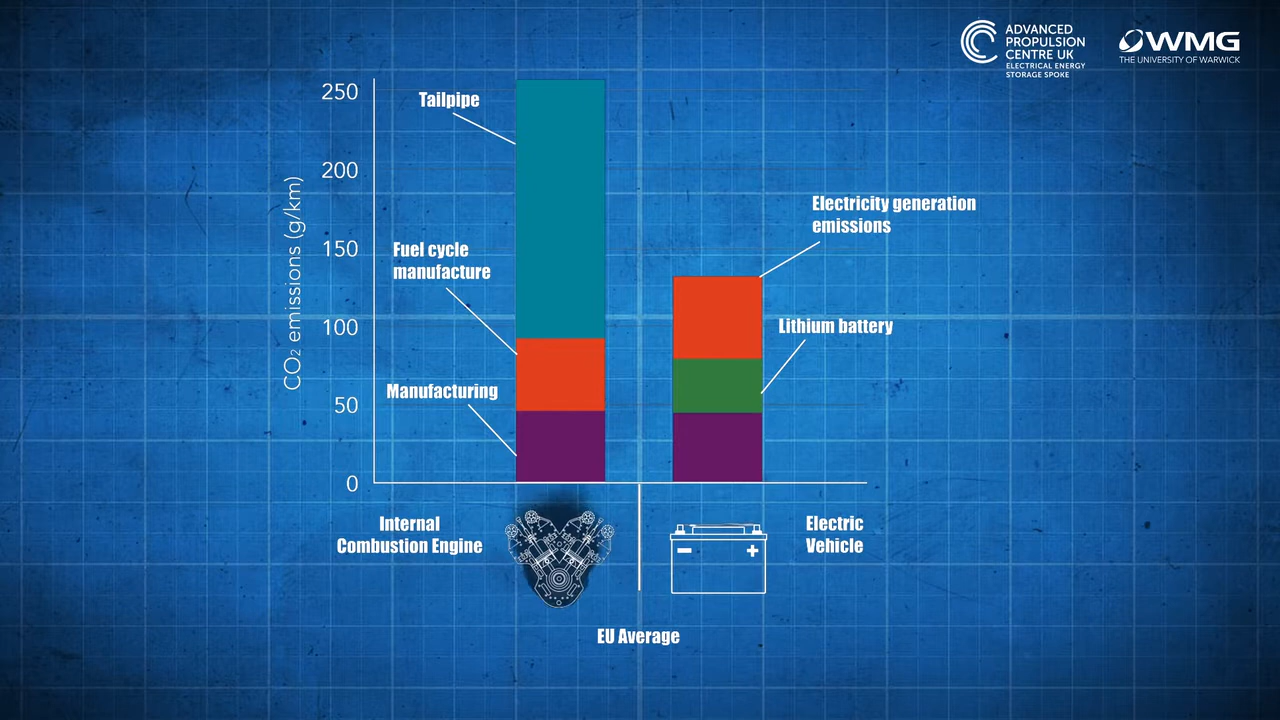 ADVANCED
PROPULSION
CENTRE UK
ELECTRICAL ENERGY
STORAGE SPOKE
WMG
THE UNIVERSITY OF WARWICK
CO₂ emissions (g/km)
250
200
150
100
50
0
Tailpipe
Fuel cycle
manufacture
Manufacturing
Electricity generation
emissions
Lithium battery
Internal
Combustion Engine
Electric
Vehicle
EU Average